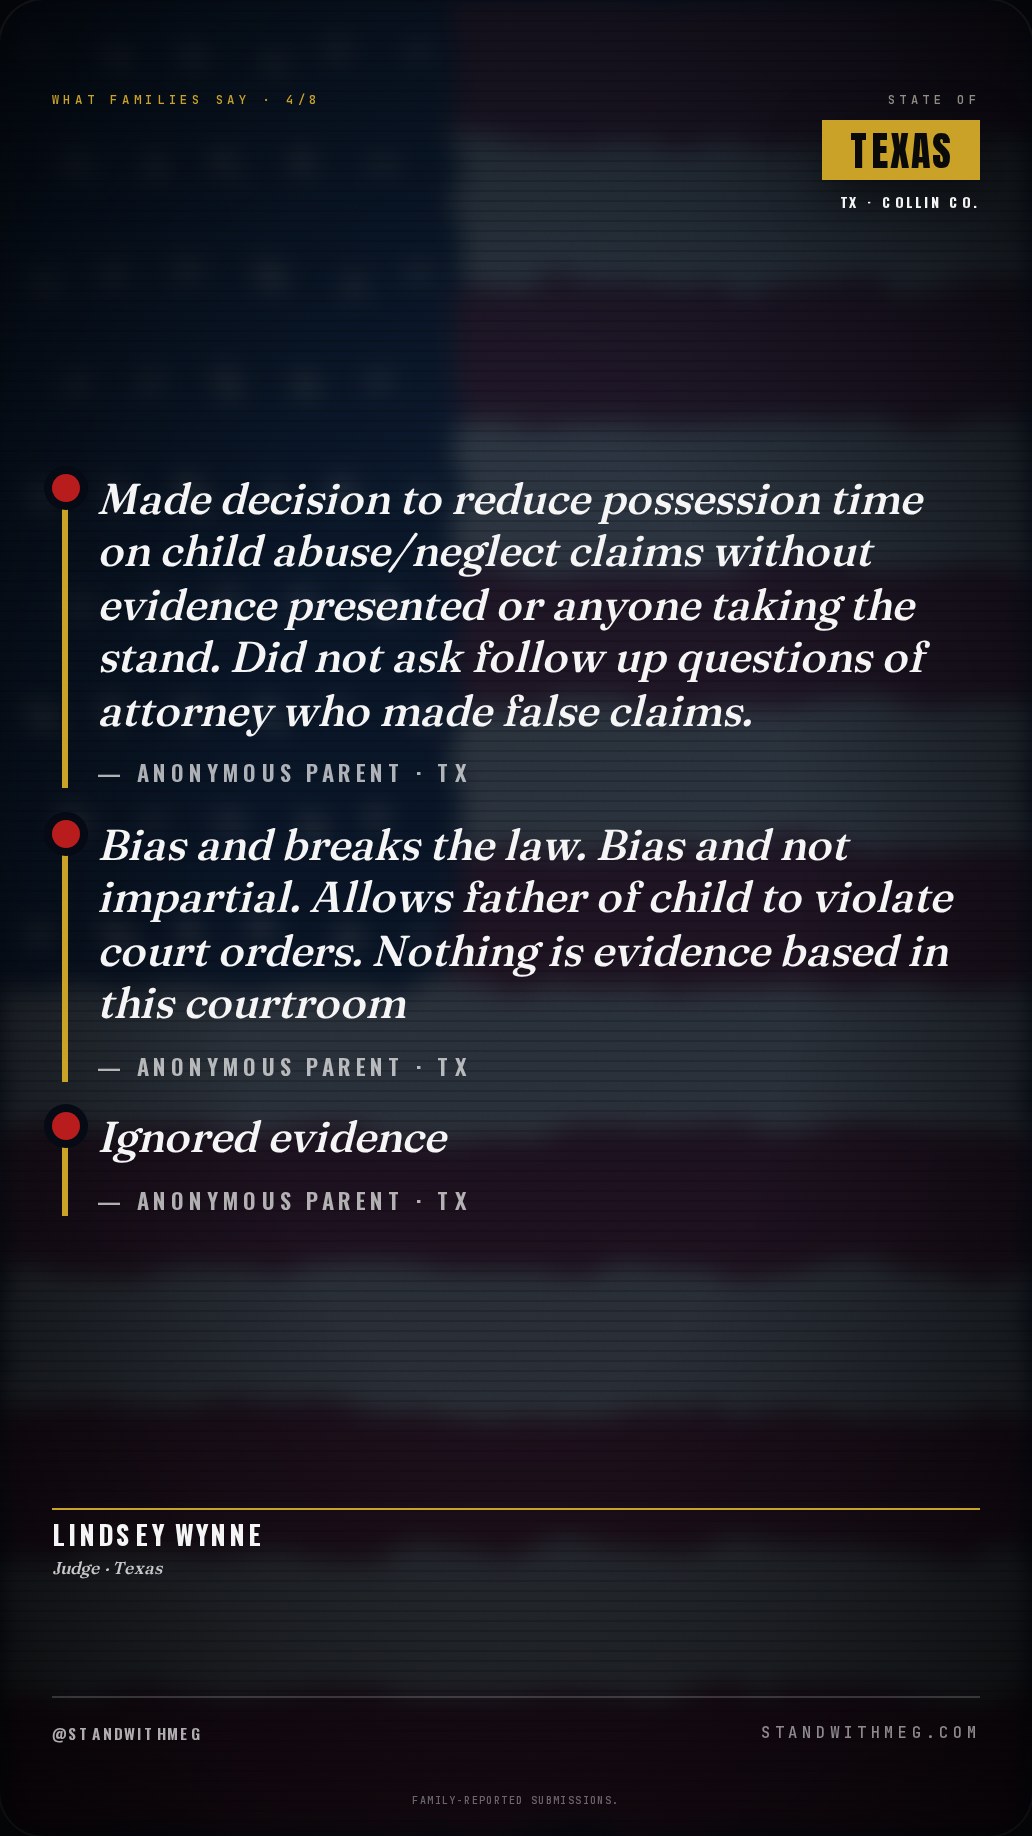 WHAT FAMILIES SAY · 4/8
STATE OF
TEXAS
TX · COLLIN CO.
Made decision to reduce possession time
on child abuse/neglect claims without
evidence presented or anyone taking the
stand. Did not ask follow up questions of
attorney who made false claims.
— ANONYMOUS PARENT · TX
Bias and breaks the law. Bias and not
impartial. Allows father of child to violate
court orders. Nothing is evidence based in
this courtroom
— ANONYMOUS PARENT · TX
Ignored evidence
— ANONYMOUS PARENT · TX
LINDSEY WYNNE
Judge · Texas
@STANDWITHMEG
STANDWITHMEG.COM
FAMILY-REPORTED SUBMISSIONS.